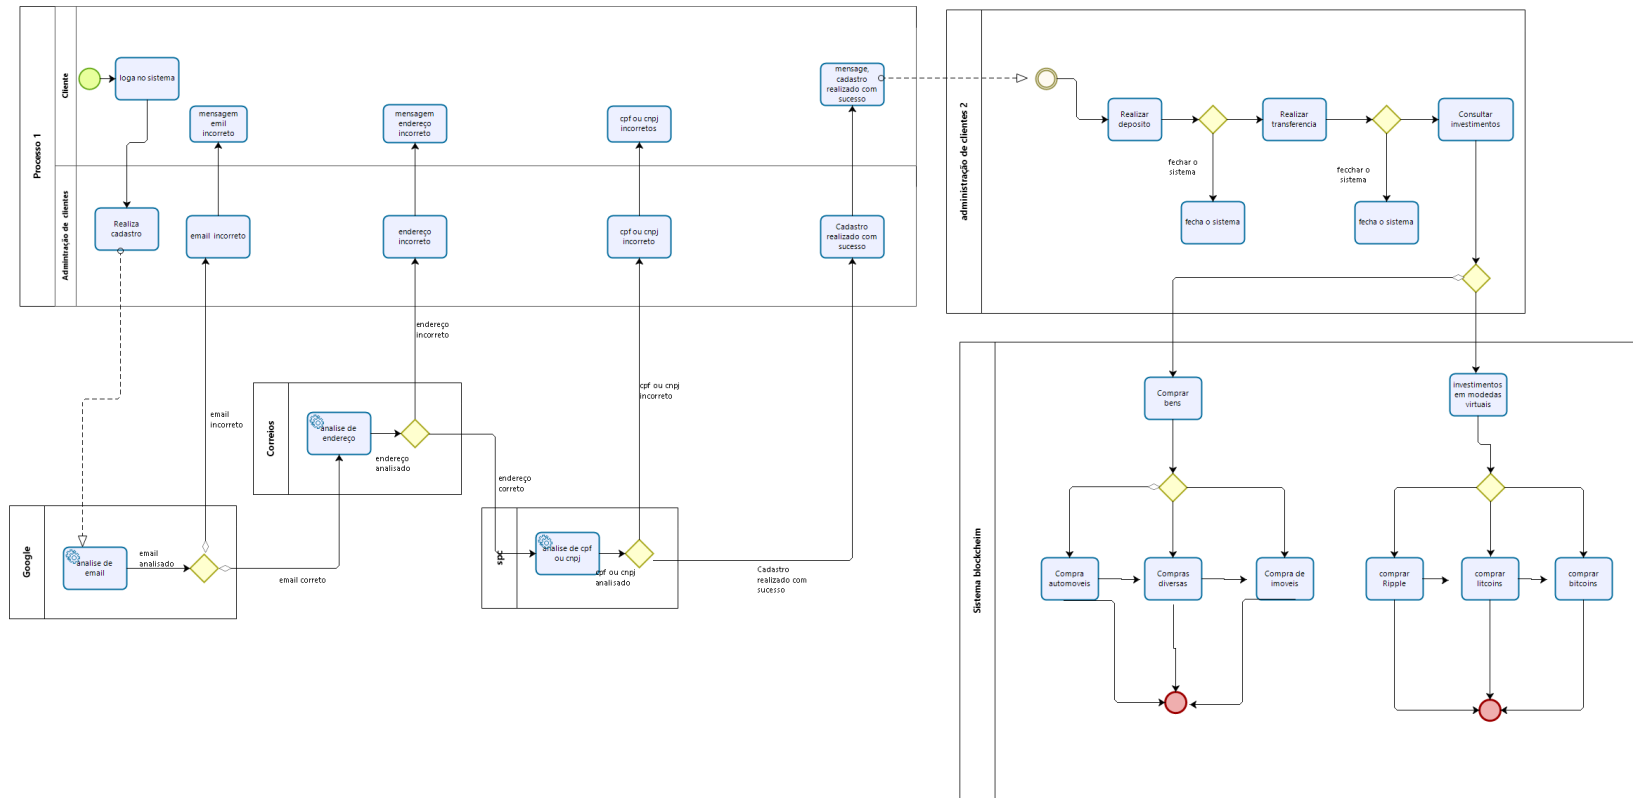 Processo 1
Cliente
loga no sistema
mensagem
emil
incorreto
mensagem
endereço
incorreto
cpf ou cnpj
incorretos
mensage,
cadastro
realizado com
sucesso
Admintração de clientes
Realiza
cadastro
email incorreto
endereço
incorreto
cpf ou cnpj
incorreto
Cadastro
realizado com
sucesso
email
incorreto
endereço
incorreto
cpf ou cnpj
incorreto
Correios
analise de
endereço
endereço
analisado
endereço
correto
Google
analise de
email
email
analisado
email correto
spc
analise de cpf
ou cnpj
cpf ou cnpj
analisado
Cadastro
realizado com
sucesso
administração de clientes 2
Realizar
deposito
Realizar
transferencia
Consultar
investimentos
fechar o
sistema
fecchar o
sistema
fecha o sistema
fecha o sistema
Sistema blockcheim
Comprar
bens
investimentos
em modedas
virtuais
Compra
automoveis
Compras
diversas
Compra de
imoveis
comprar
Ripple
comprar
litcoins
comprar
bitcoins